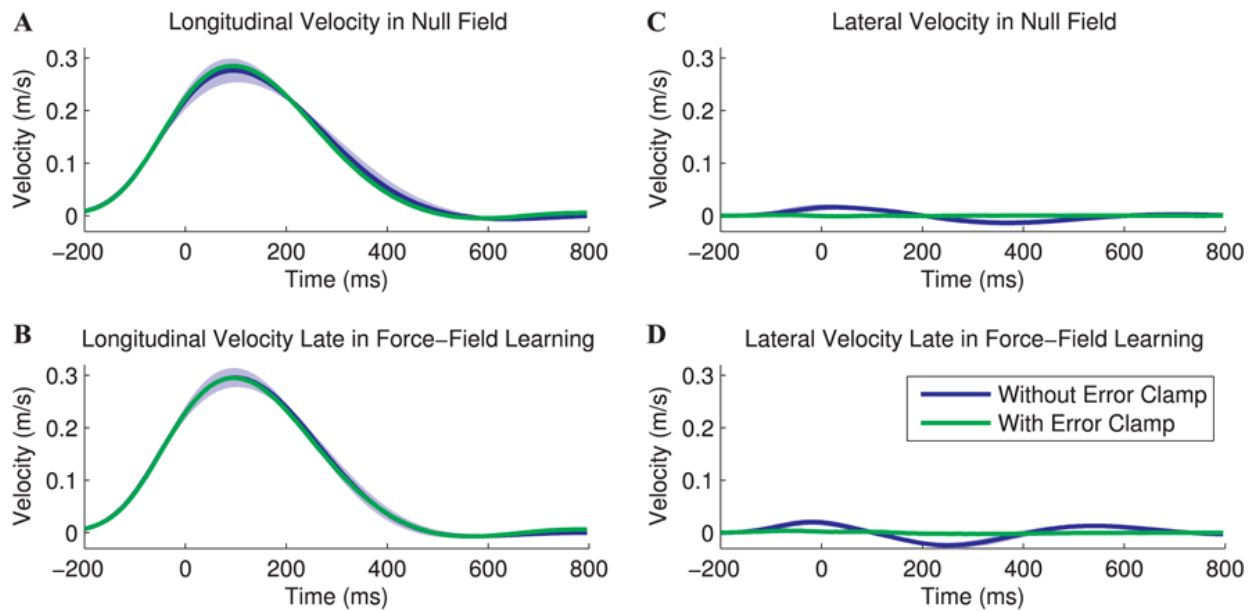 A
Longitudinal Velocity in Null Field
Velocity (m/s)
0.3
0.2
0.1
0
−200 0 200 400 600 800
Time (ms)
C
Lateral Velocity in Null Field
Velocity (m/s)
0.3
0.2
0.1
0
−200 0 200 400 600 800
Time (ms)
B
Longitudinal Velocity Late in Force−Field Learning
Velocity (m/s)
0.3
0.2
0.1
0
−200 0 200 400 600 800
Time (ms)
D
Lateral Velocity Late in Force−Field Learning
Velocity (m/s)
0.3
0.2
0.1
0
Without Error Clamp
With Error Clamp
−200 0 200 400 600 800
Time (ms)